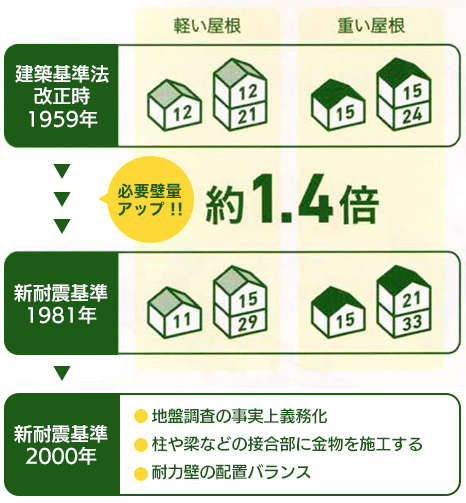 軽い屋根 重い屋根
建築基準法
改正時
1959年
12
12
21
15
15
24
必要壁量
アップ !!
約1.4倍
新耐震基準
1981年
11
15
29
15
21
33
新耐震基準
2000年
地盤調査の事実上義務化
柱や梁などの接合部に金物を施工する
耐力壁の配置バランス